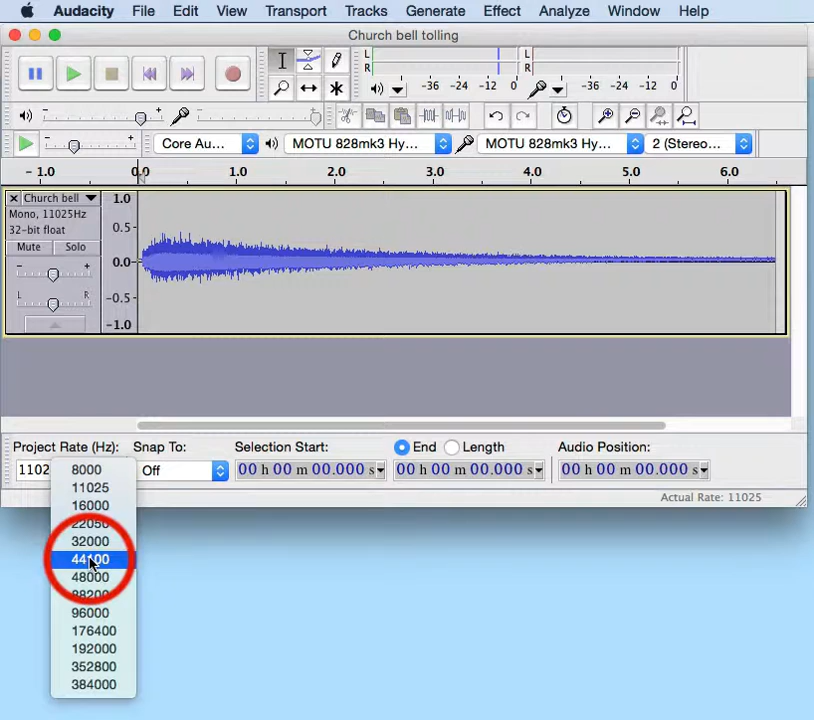 Audacity File Edit View Transport Tracks Generate Effect Analyze Window Help
Church bell tolling
L
R
-36 -24 -12 0
-36 -24 -12 0
Core Au... MOTU 828mk3 Hy... MOTU 828mk3 Hy... 2 (Stereo...
- 1.0 0.0 1.0 2.0 3.0 4.0 5.0 6.0
Church bell
Mono, 11025Hz
32-bit float
Mute Solo
- +
L R
1.0
0.5
0.0
-0.5
-1.0
Project Rate (Hz): Snap To: Selection Start: End Length Audio Position:
1102 Off 00 h 00 m 00.000 s 00 h 00 m 00.000 s 00 h 00 m 00.000 s
Actual Rate: 11025
8000
11025
16000
22050
32000
44100
48000
88200
96000
176400
192000
352800
384000